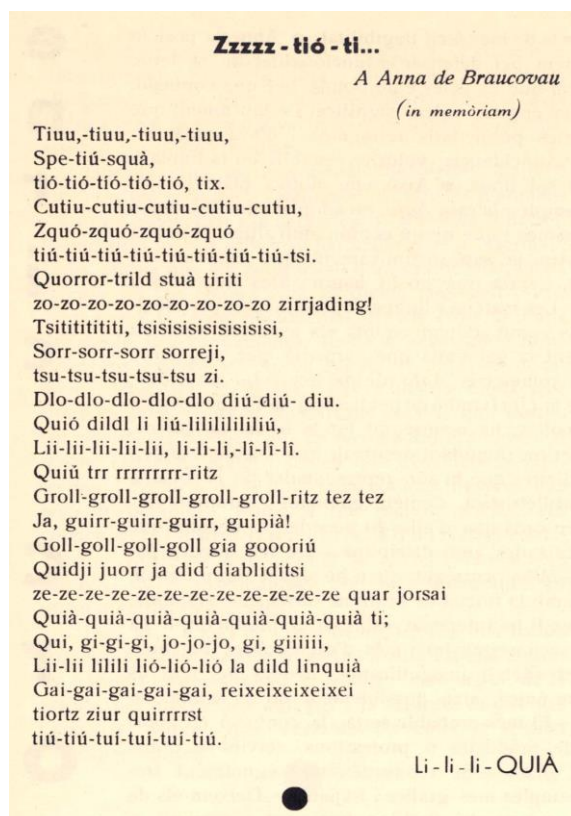 Zzzzz - tió - ti...
A Anna de Braucovau
(in memòriam)
Tiuu,-tiuu,-tiuu,-tiuu,
Spe-tiú-squà,
tió-tió-tió-tió-tió, tix.
Cutiu-cutiu-cutiu-cutiu-cutiu,
Zquó-zquó-zquó-zquó
tiú-tiú-tiú-tiú-tiú-tiú-tiú-tiú-tsi.
Quorror-trild stuà tiriti
zo-zo-zo-zo-zo-zo-zo-zo-zo zirrjading!
Tsitititititi, tsisisisisisisisisi,
Sorr-sorr-sorr sorreji,
tsu-tsu-tsu-tsu-tsu zi.
Dlo-dlo-dlo-dlo-dlo diú-diú- diu.
Quió dildl li liú-lilililililiú,
Lii-lii-lii-lii-lii, li-li-li,-lî-lî-lî.
Quiú trr rrrrrrrrr-ritz
Groll-groll-groll-groll-groll-ritz tez tez
Ja, guirr-guirr-guirr, guipià!
Goll-goll-goll-goll gia goooriú
Quidji juorr ja did diabliditsi
ze-ze-ze-ze-ze-ze-ze-ze-ze-ze-ze-ze quar jorsai
Quià-quià-quià-quià-quià-quià-quià ti;
Qui, gi-gi-gi, jo-jo-jo, gi, giiiiii,
Lii-lii lilili lió-lió-lió la dild linquià
Gai-gai-gai-gai-gai, reixeixeixeixei
tiortz ziur quirrrrst
tiú-tiú-tuí-tuí-tuí-tiú.
Li - li - li - QUIÀ